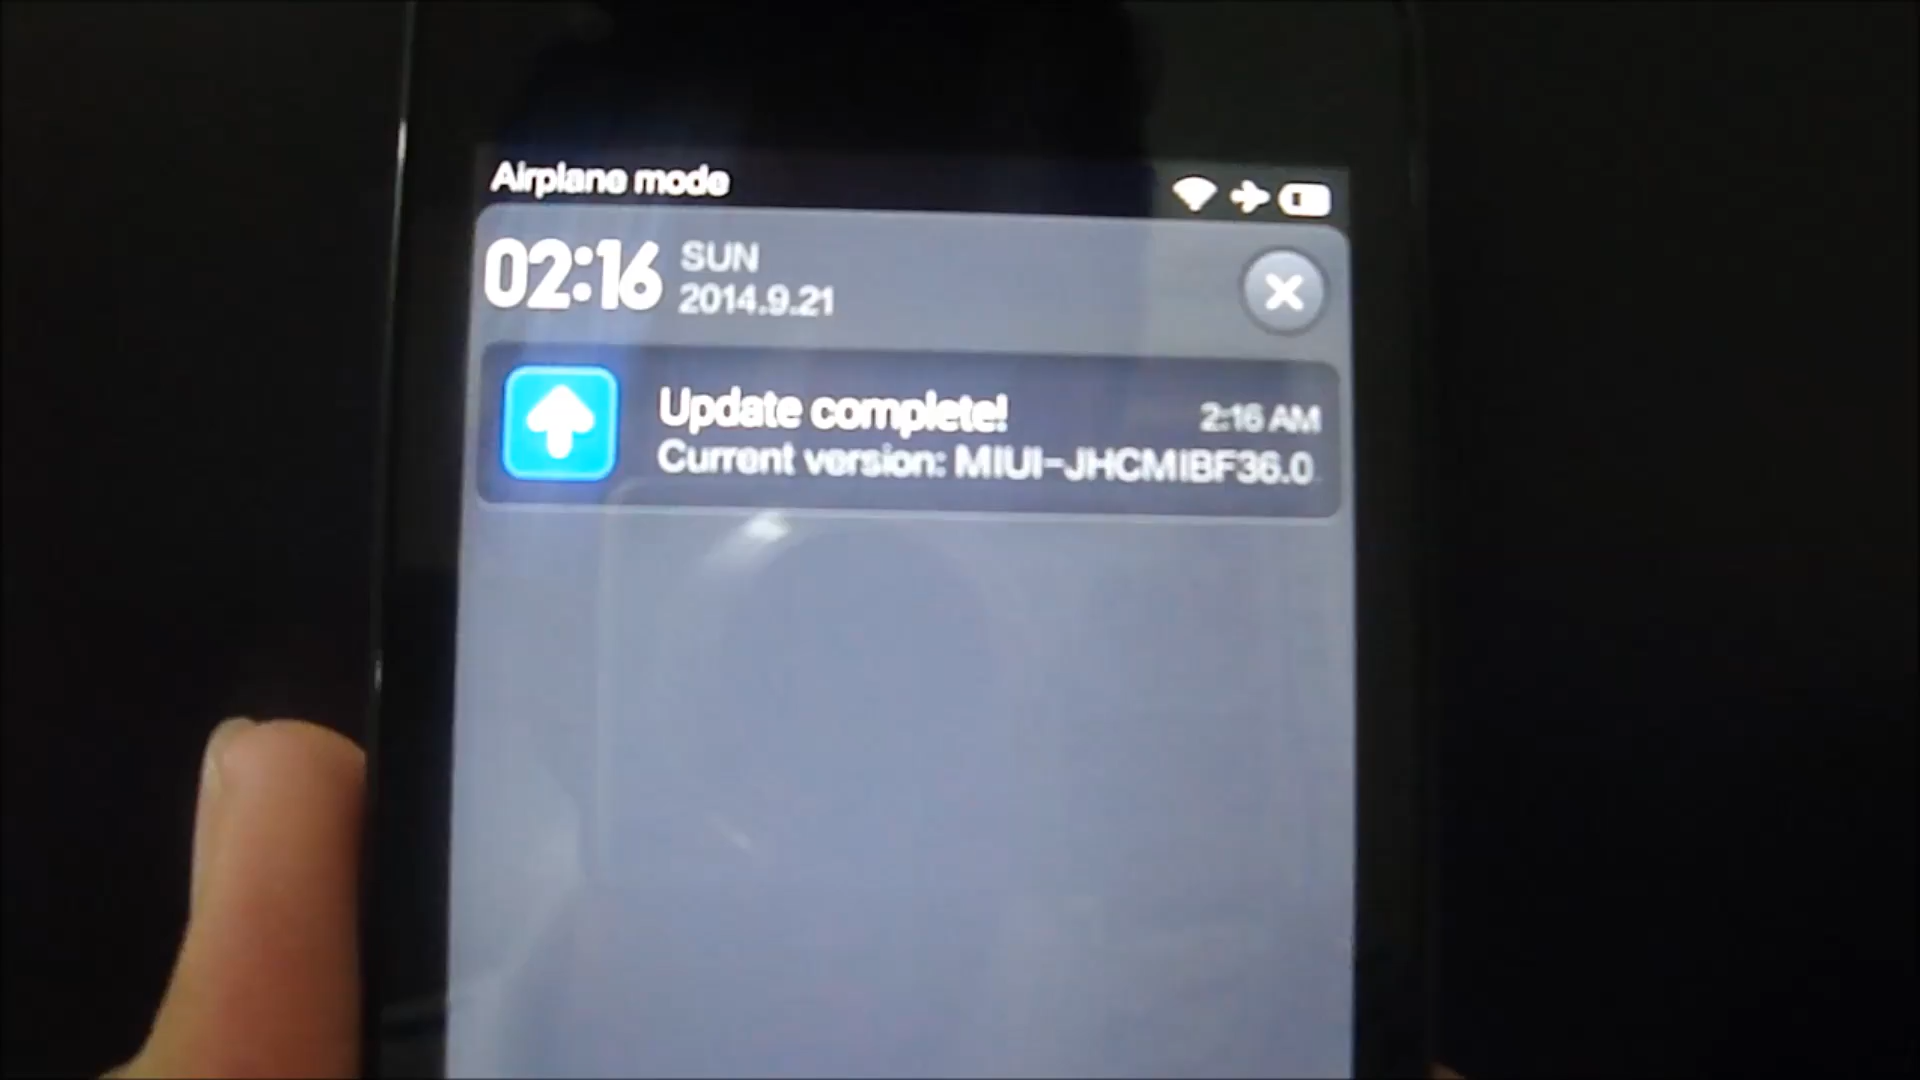 Airplane mode
02:16
SUN
2014.9.21
Update complete!
2:16 AM
Current version: MIUI-JHCMIBF36.0